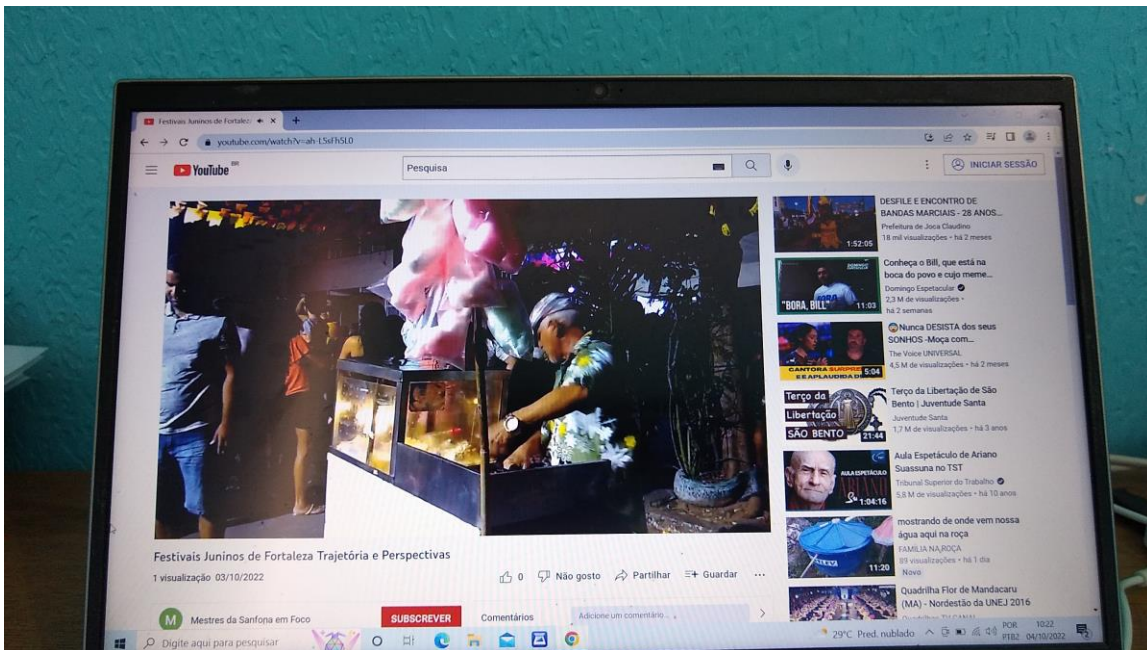 Festivais Juninos de Fortaleza
youtube.com/watch?v=ah-L5xFh5L0
YouTube BR
Pesquisa
INICIAR SESSÃO
DESFILE E ENCONTRO DE
BANDAS MARCIAIS - 28 ANOS...
Prefeitura de Joca Claudino
18 mil visualizações • há 2 meses
1:52:05
Conheça o Bill, que está na
boca do povo e cujo meme...
Domingo Espetacular
2,3 M de visualizações •
há 2 semanas
"BORA, BILL"
11:03
Nunca DESISTA dos seus
SONHOS -Moça com...
The Voice UNIVERSAL
4,5 M de visualizações • há 2 meses
CANTORA
5:04
Terço da Libertação de São
Bento | Juventude Santa
Juventude Santa
1,7 M de visualizações • há 3 anos
Terço da
Libertação
SÃO BENTO
21:44
Aula Espetáculo de Ariano
Suassuna no TST
Tribunal Superior do Trabalho
5,8 M de visualizações • há 10 anos
AULA ESPETÁCULO
1:04:16
mostrando de onde vem nossa
água aqui na roça
FAMILIA NA,ROÇA
89 visualizações • há 1 dia
Novo
11:20
Quadrilha Flor de Mandacaru
(MA) - Nordestão da UNEJ 2016
Festivais Juninos de Fortaleza Trajetória e Perspectivas
1 visualização 03/10/2022
0 Não gosto Partilhar Guardar ...
M Mestres da Sanfona em Foco
SUBSCREVER
Comentários
Adicione um comentário...
Digite aqui para pesquisar
29°C Pred. nublado
POR 10:22
PTB2 04/10/2022
2